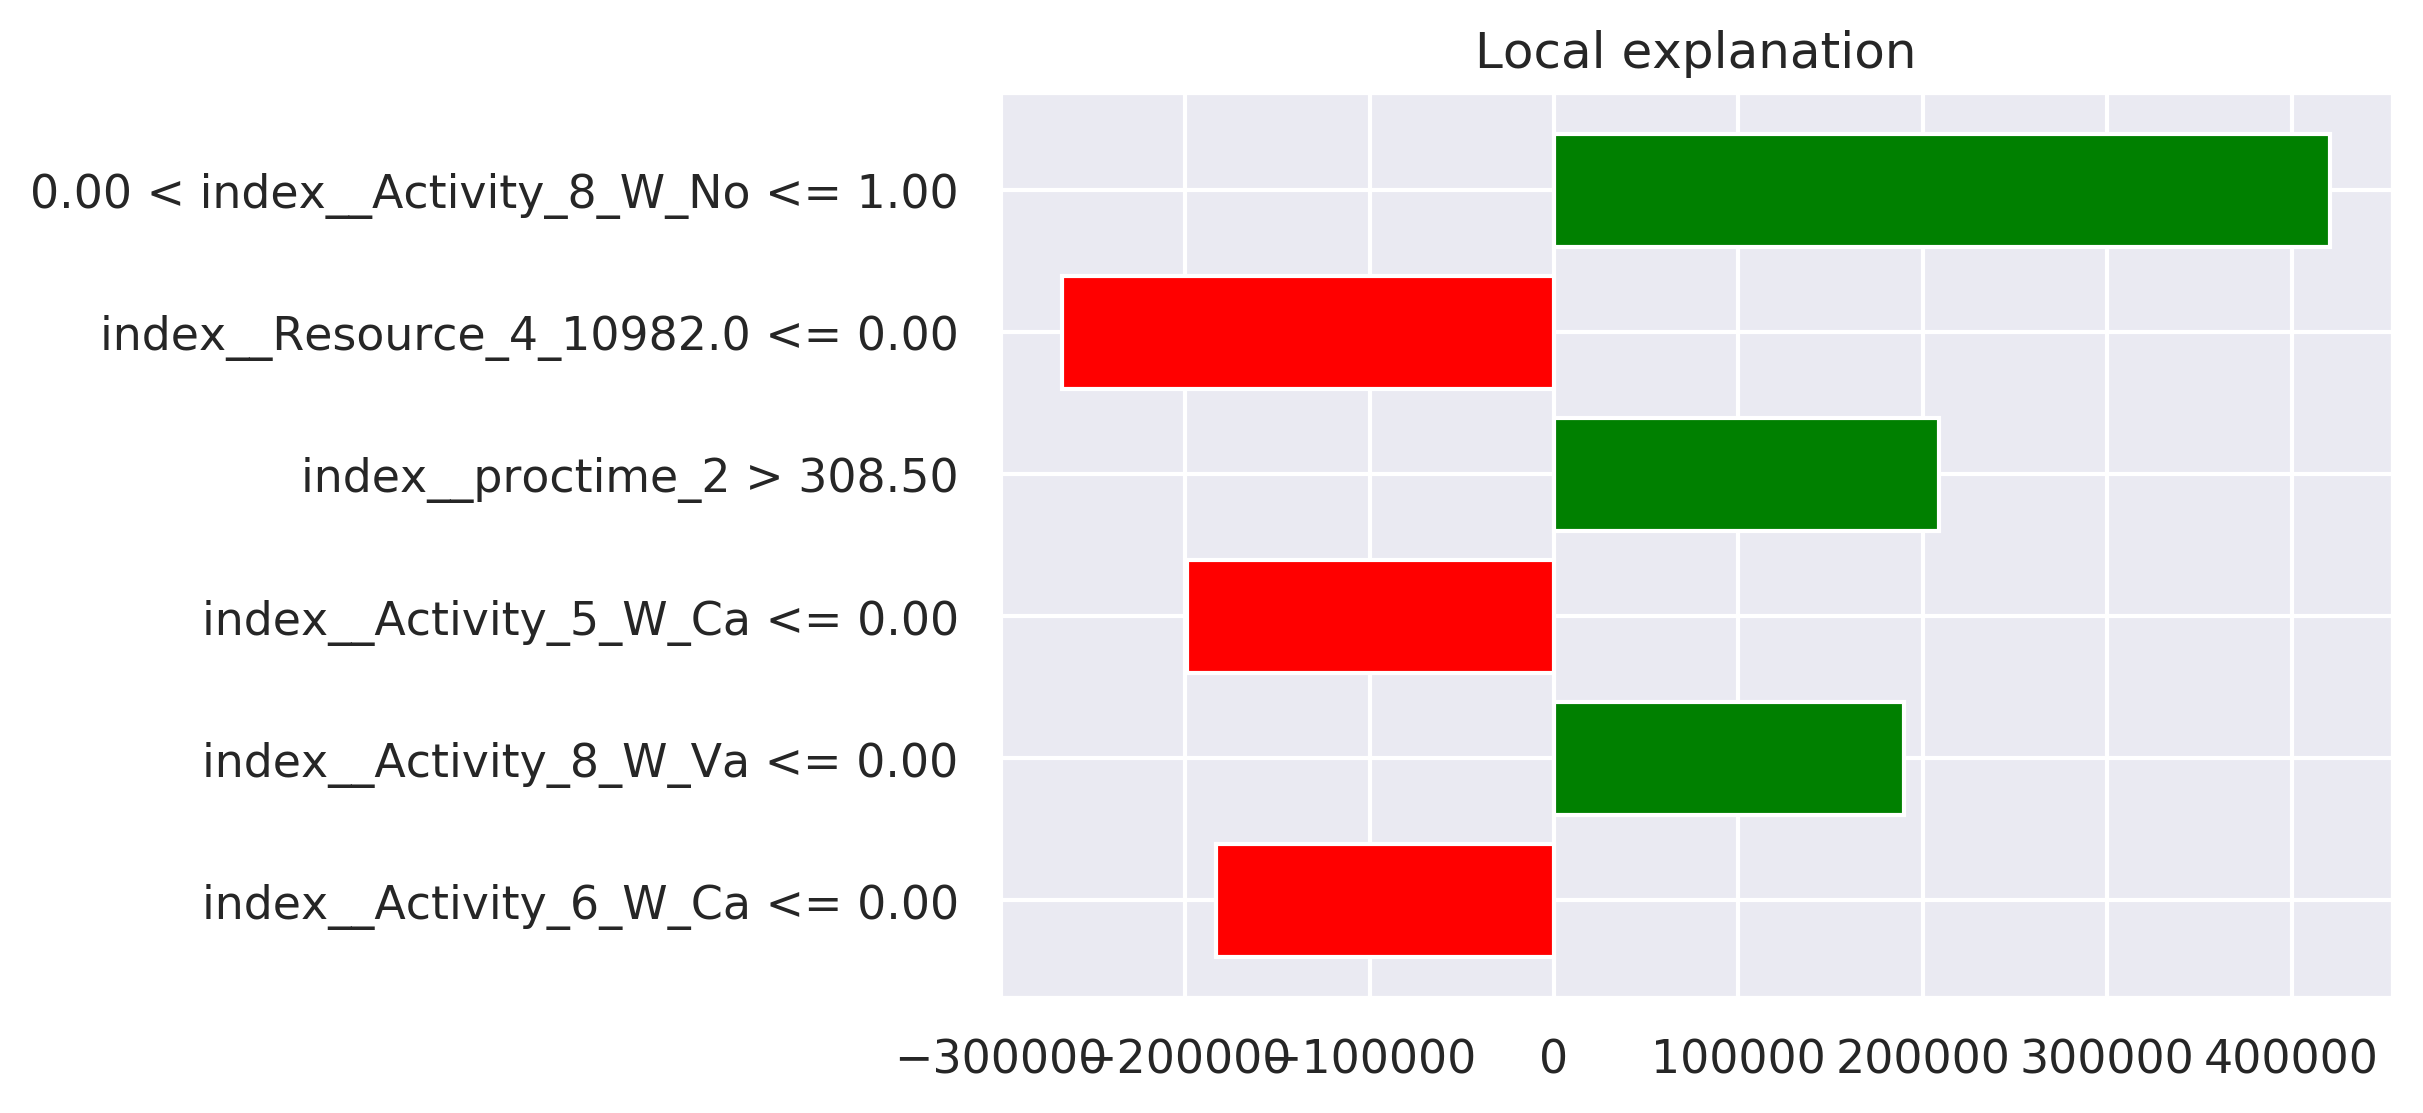 Local explanation
0.00 < index__Activity_8_W_No <= 1.00
index__Resource_4_10982.0 <= 0.00
index__proctime_2 > 308.50
index__Activity_5_W_Ca <= 0.00
index__Activity_8_W_Va <= 0.00
index__Activity_6_W_Ca <= 0.00
−300000 −200000 −100000 0 100000 200000 300000 400000